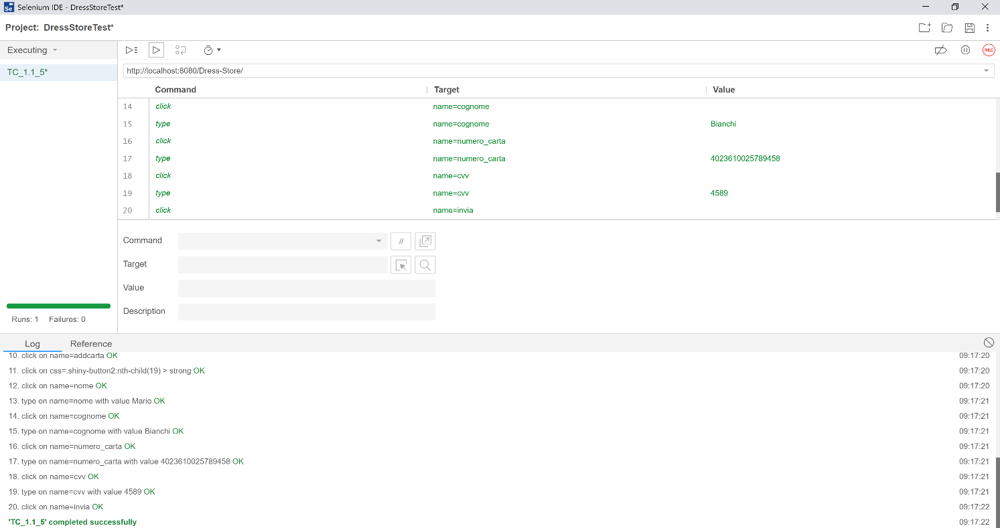 Se Selenium IDE - DressStoreTest*
Project: DressStoreTest*
Executing
REC
TC_1.1_5*
http://localhost:8080/Dress-Store/
Command Target Value
14 click name=cognome
15 type name=cognome Bianchi
16 click name=numero_carta
17 type name=numero_carta 4023610025789458
18 click name=cvv
19 type name=cvv 4589
20 click name=invia
Command //
Target
Value
Description
Runs: 1 Failures: 0
Log Reference
10. click on name=addcarta OK 09:17:20
11. click on css=.shiny-button2:nth-child(19) > strong OK 09:17:20
12. click on name=nome OK 09:17:20
13. type on name=nome with value Mario OK 09:17:21
14. click on name=cognome OK 09:17:21
15. type on name=cognome with value Bianchi OK 09:17:21
16. click on name=numero_carta OK 09:17:21
17. type on name=numero_carta with value 4023610025789458 OK 09:17:21
18. click on name=cvv OK 09:17:21
19. type on name=cvv with value 4589 OK 09:17:21
20. click on name=invia OK 09:17:22
'TC_1.1_5' completed successfully 09:17:22